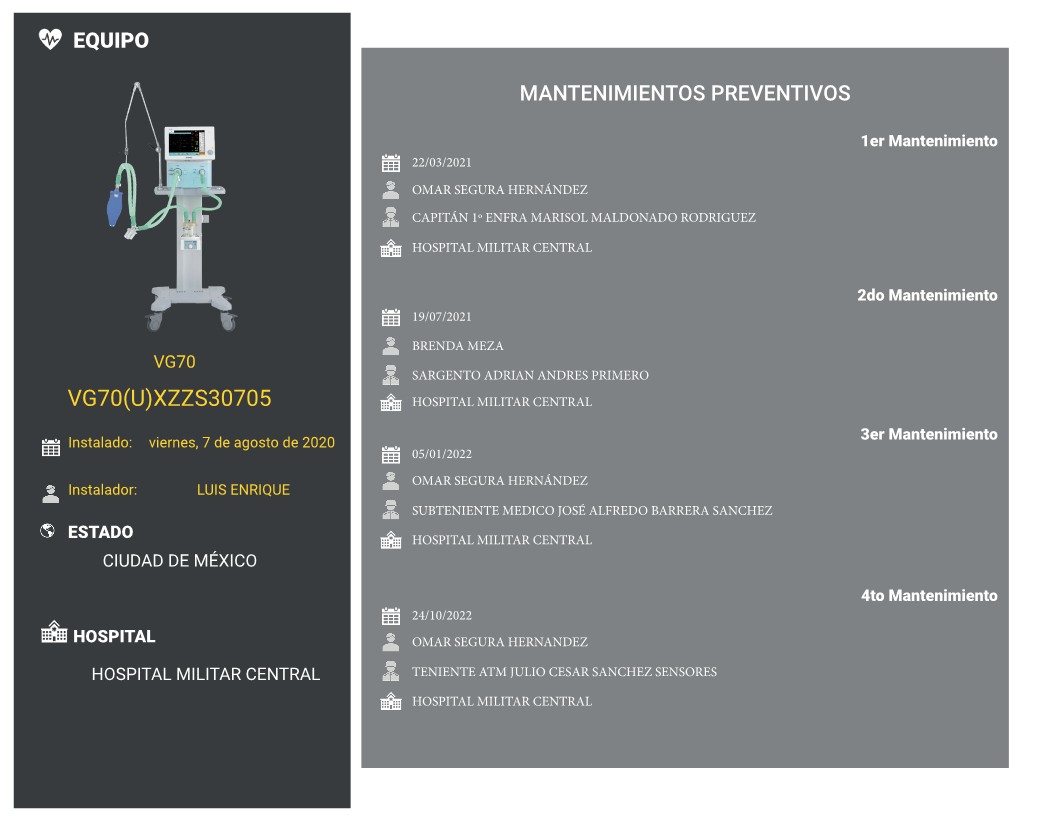 EQUIPO
VG70
VG70(U)XZZS30705
Instalado: viernes, 7 de agosto de 2020
Instalador: LUIS ENRIQUE
ESTADO
CIUDAD DE MÉXICO
HOSPITAL
HOSPITAL MILITAR CENTRAL
MANTENIMIENTOS PREVENTIVOS
1er Mantenimiento
22/03/2021
OMAR SEGURA HERNÁNDEZ
CAPITÁN 1º ENFRA MARISOL MALDONADO RODRIGUEZ
HOSPITAL MILITAR CENTRAL
2do Mantenimiento
19/07/2021
BRENDA MEZA
SARGENTO ADRIAN ANDRES PRIMERO
HOSPITAL MILITAR CENTRAL
3er Mantenimiento
05/01/2022
OMAR SEGURA HERNÁNDEZ
SUBTENIENTE MEDICO JOSÉ ALFREDO BARRERA SANCHEZ
HOSPITAL MILITAR CENTRAL
4to Mantenimiento
24/10/2022
OMAR SEGURA HERNANDEZ
TENIENTE ATM JULIO CESAR SANCHEZ SENSORES
HOSPITAL MILITAR CENTRAL